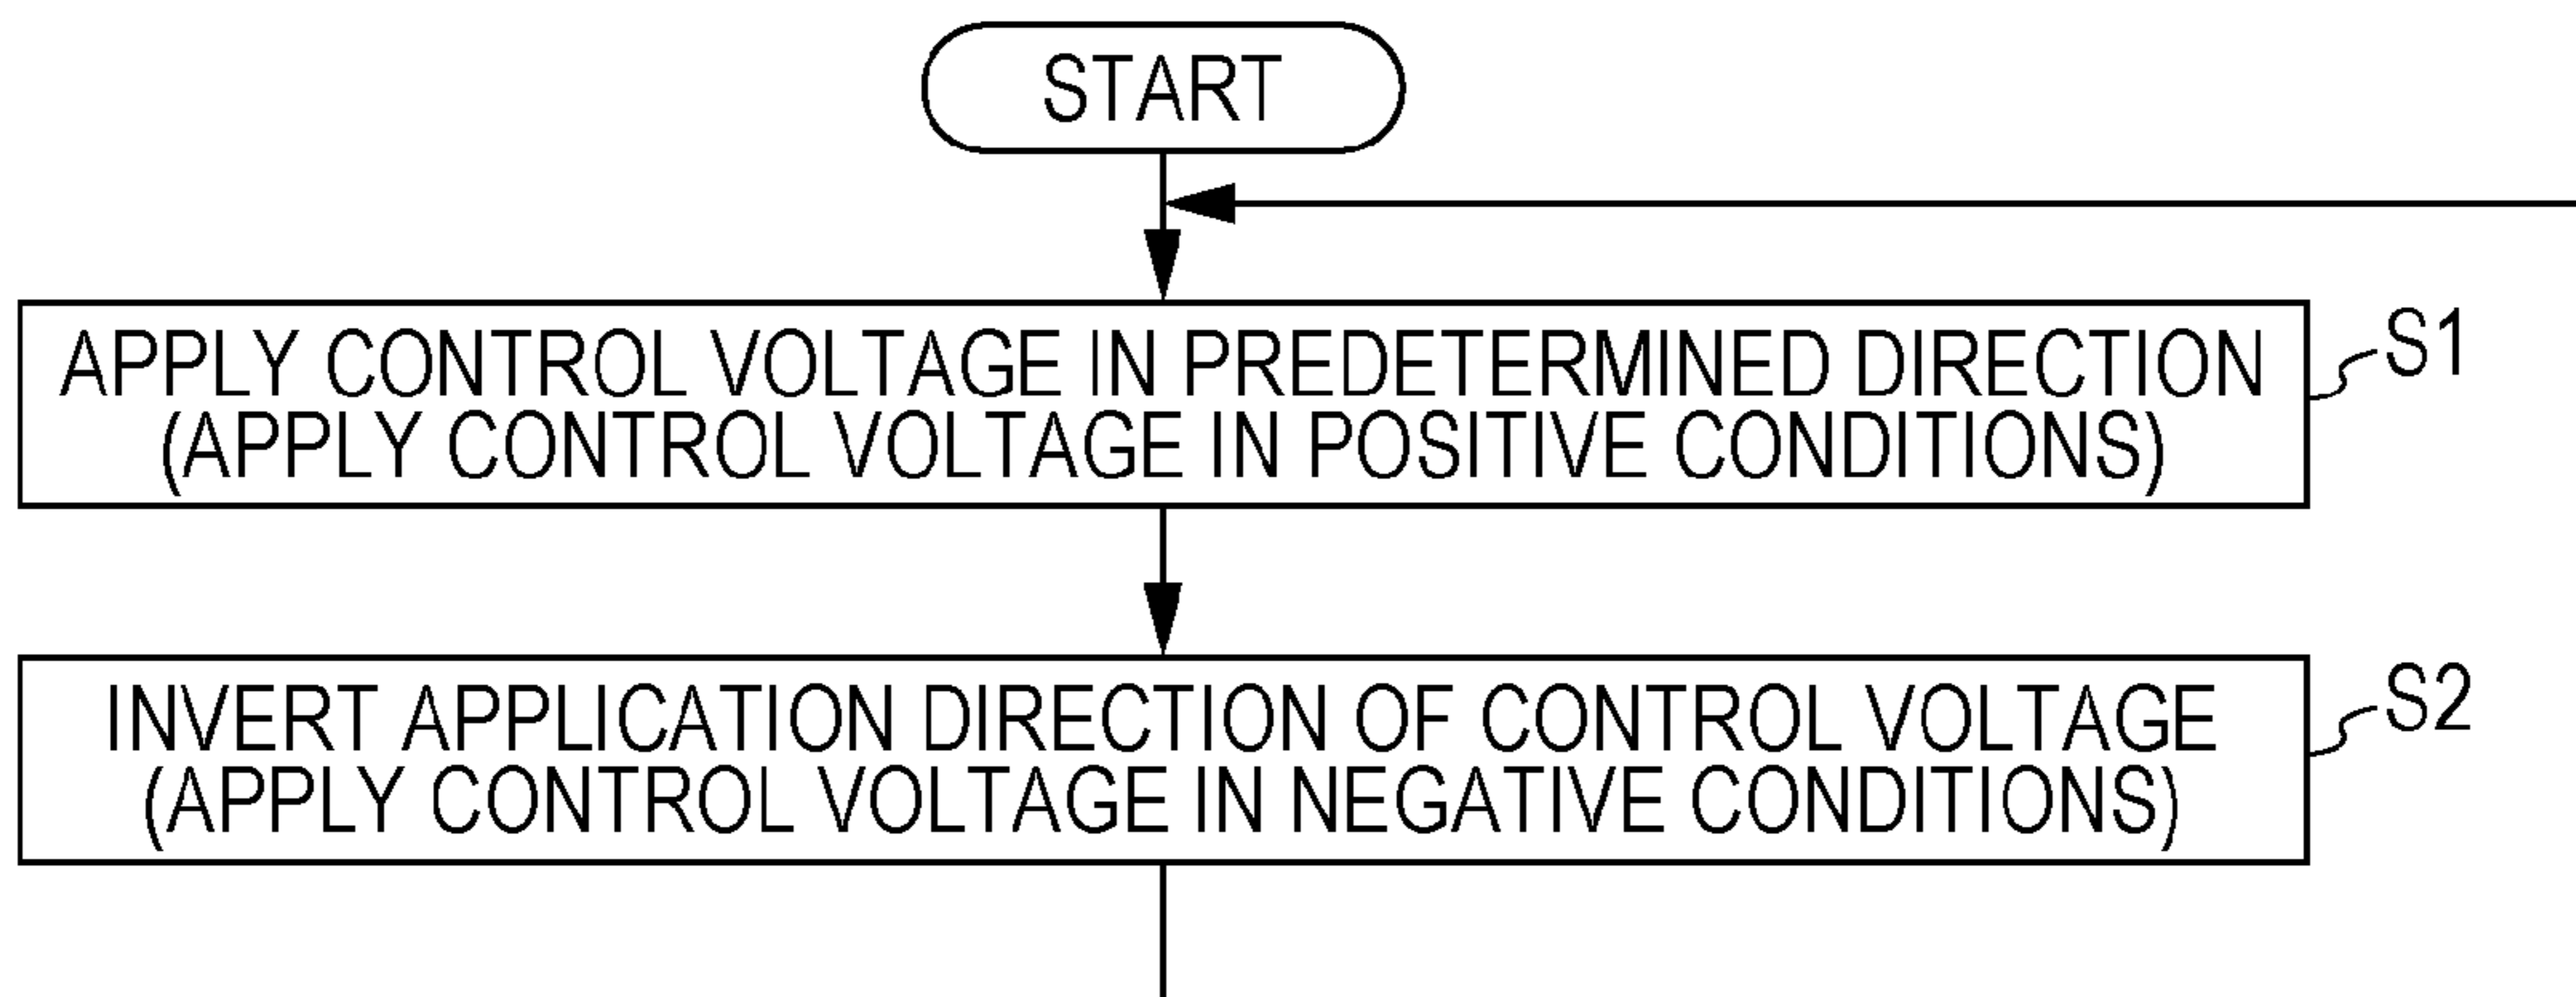 START
APPLY CONTROL VOLTAGE IN PREDETERMINED DIRECTION
(APPLY CONTROL VOLTAGE IN POSITIVE CONDITIONS)
S1
INVERT APPLICATION DIRECTION OF CONTROL VOLTAGE
(APPLY CONTROL VOLTAGE IN NEGATIVE CONDITIONS)
S2